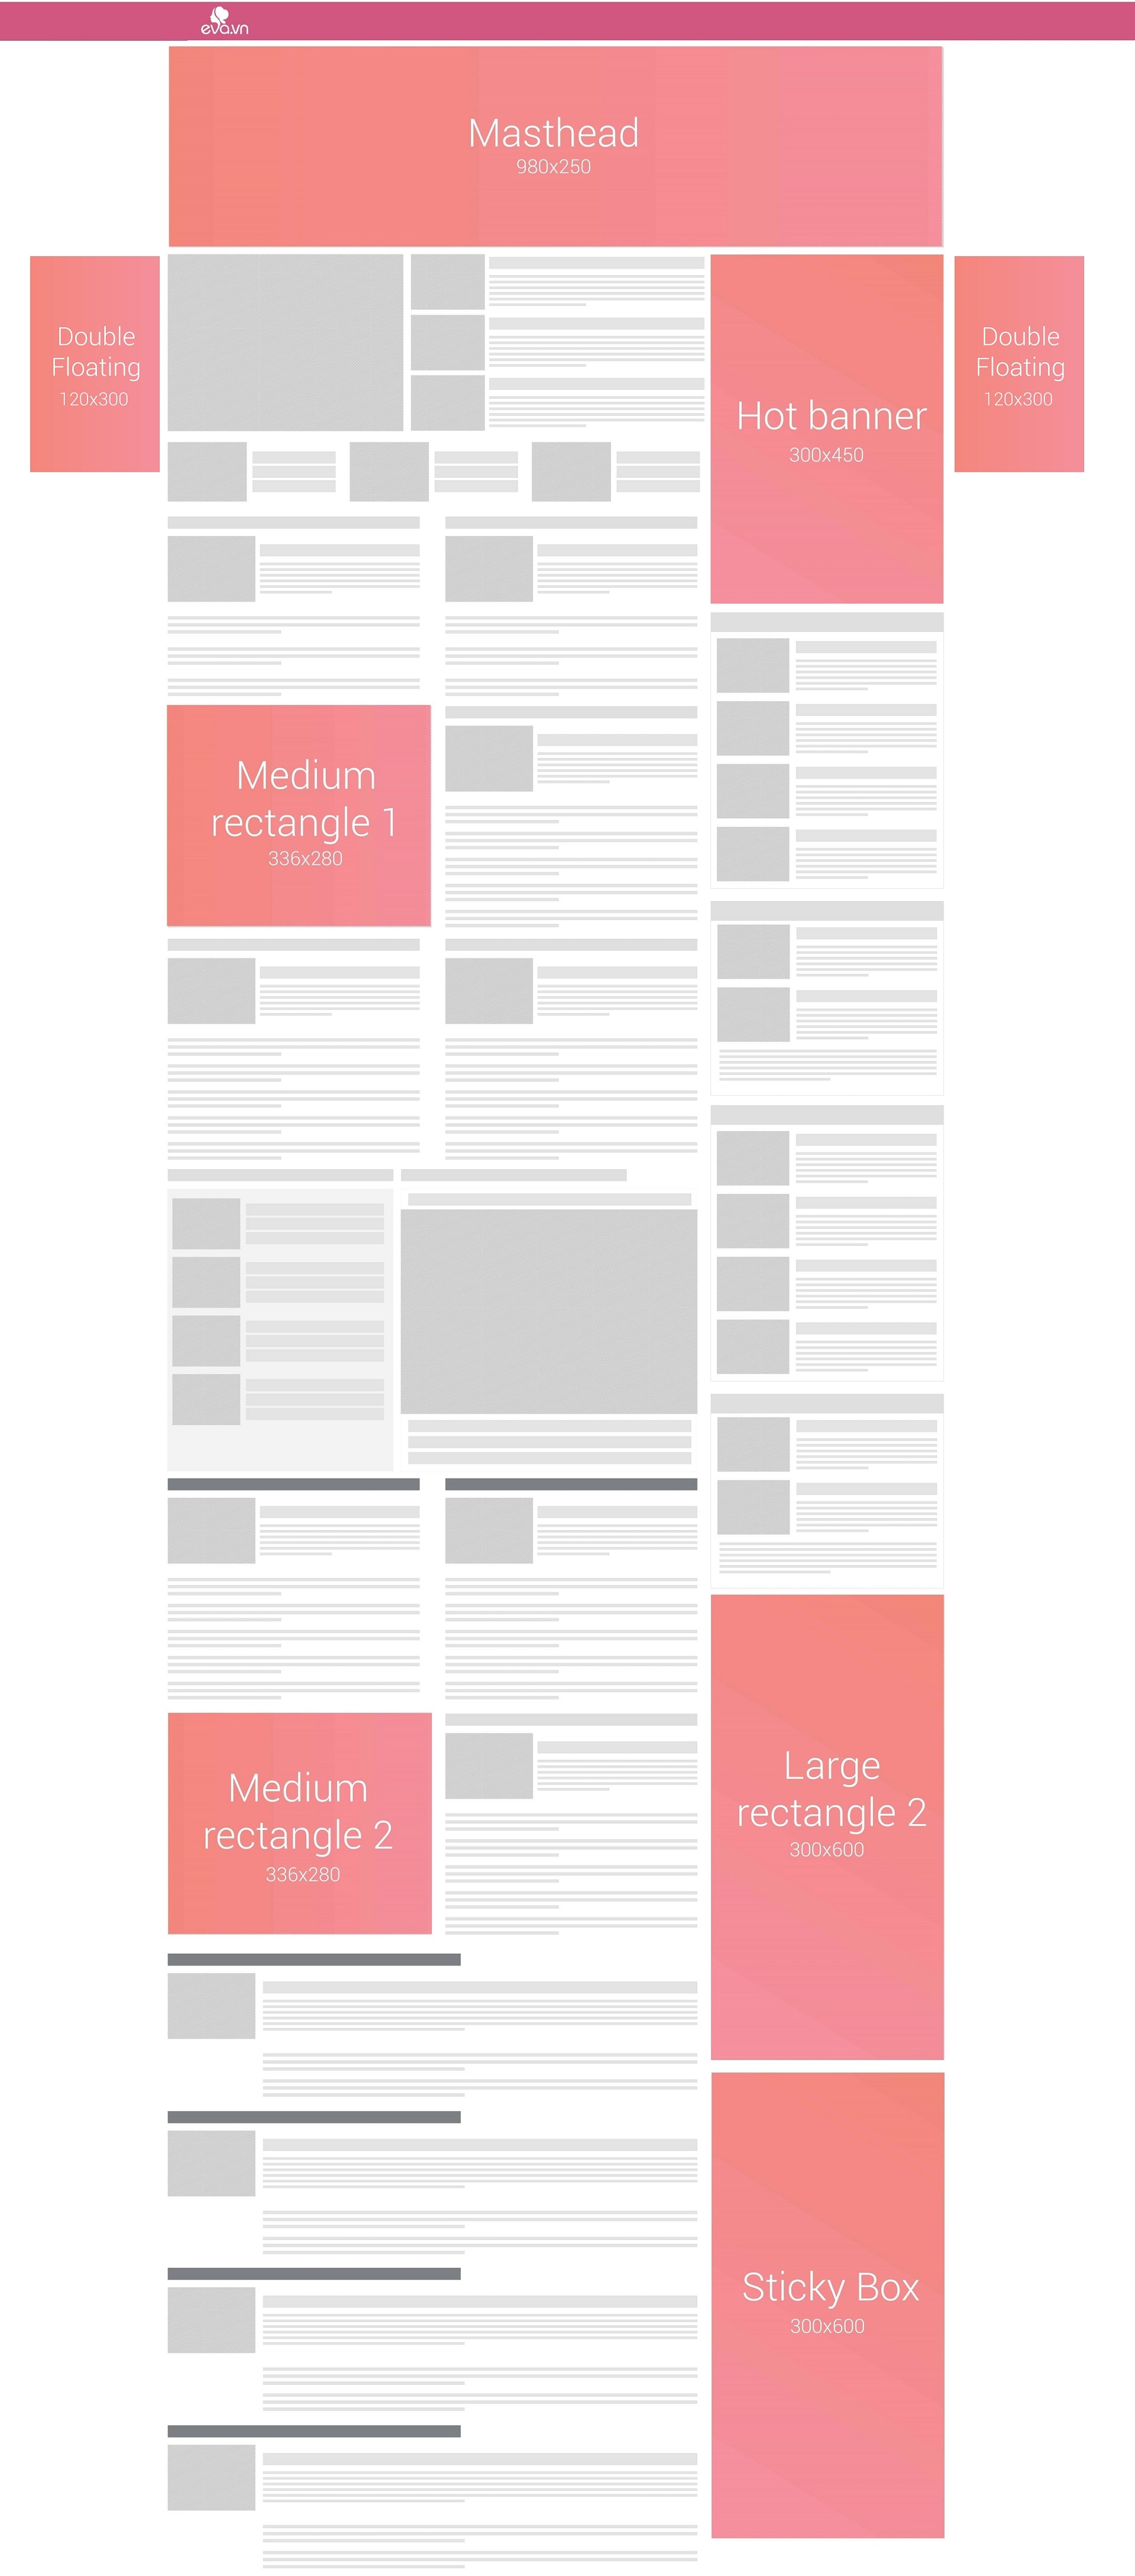 eva.vn
Masthead
980x250
Double
Floating
120x300
Hot banner
300x450
Double
Floating
120x300
Medium
rectangle 1
336x280
Large
rectangle 2
300x600
Medium
rectangle 2
336x280
Sticky Box
300x600